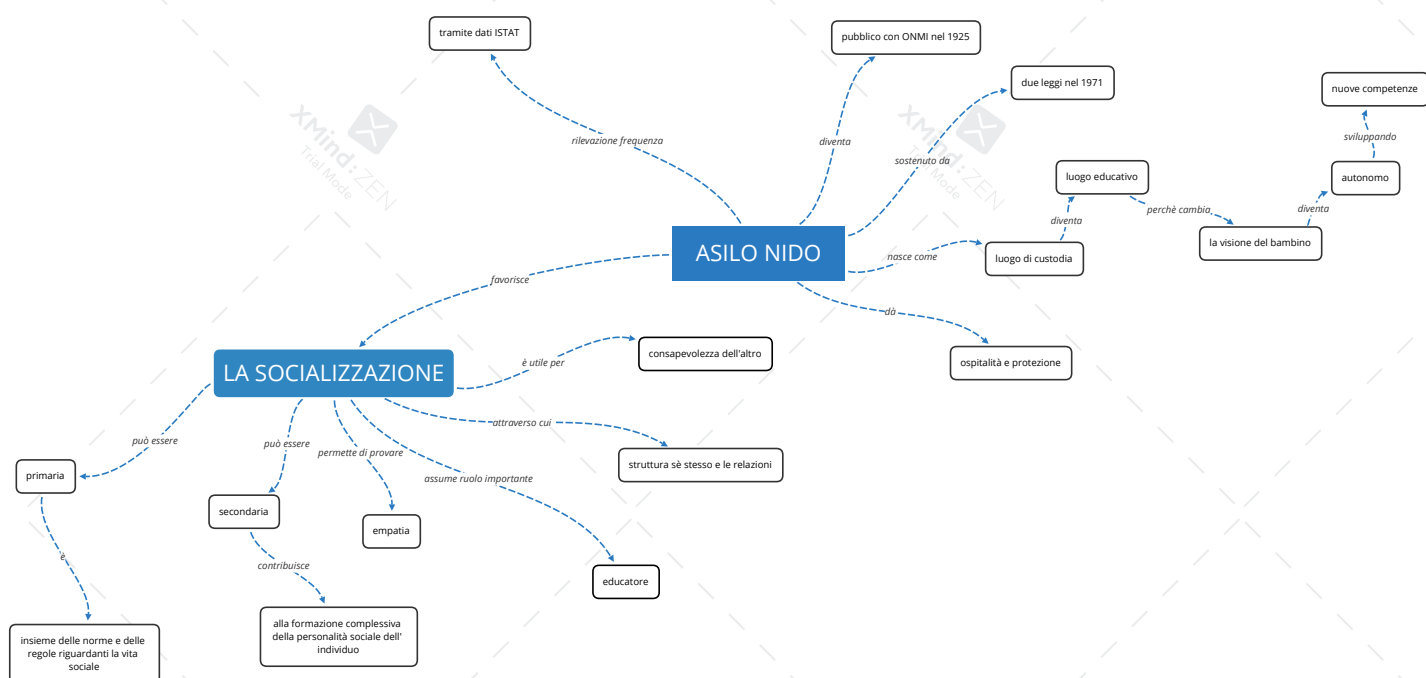 tramite dati ISTAT
pubblico con ONMI nel 1925
due leggi nel 1971
nuove competenze
XMind:ZEN
Trial Mode
XMind:ZEN
Trial Mode
rilevazione frequenza
diventa
sostenuto da
sviluppando
luogo educativo
autonomo
perchè cambia
diventa
diventa
la visione del bambino
ASILO NIDO
nasce come
luogo di custodia
favorisce
dà
ospitalità e protezione
LA SOCIALIZZAZIONE
è utile per
consapevolezza dell'altro
può essere
può essere
permette di provare
attraverso cui
struttura sè stesso e le relazioni
assume ruolo importante
primaria
secondaria
empatia
educatore
è
contribuisce
insieme delle norme e delle
regole riguardanti la vita
sociale
alla formazione complessiva
della personalità sociale dell'
individuo